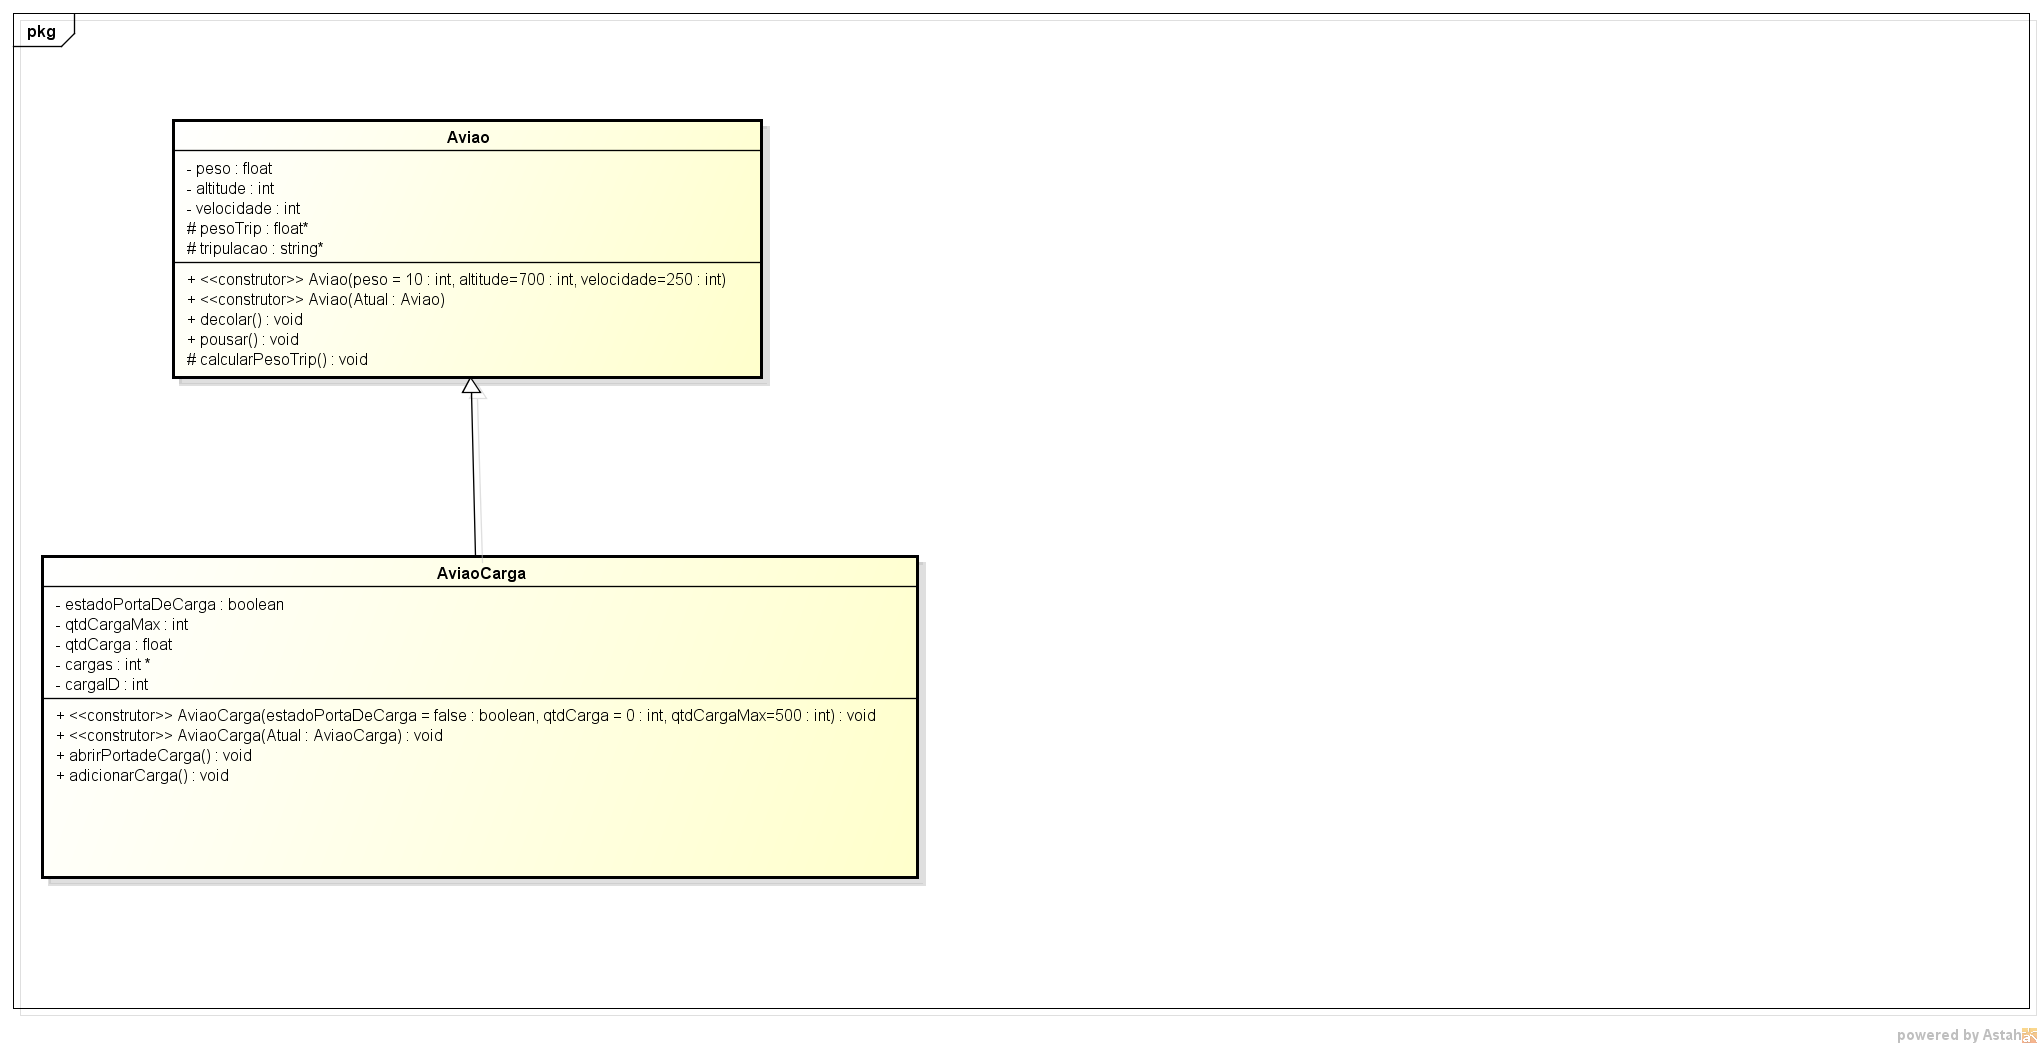 pkg
Aviao
- peso : float
- altitude : int
- velocidade : int
# pesoTrip : float*
# tripulacao : string*
+ <<construtor>> Aviao(peso = 10 : int, altitude=700 : int, velocidade=250 : int)
+ <<construtor>> Aviao(Atual : Aviao)
+ decolar() : void
+ pousar() : void
# calcularPesoTrip() : void
AviaoCarga
- estadoPortaDeCarga : boolean
- qtdCargaMax : int
- qtdCarga : float
- cargas : int *
- cargaID : int
+ <<construtor>> AviaoCarga(estadoPortaDeCarga = false : boolean, qtdCarga = 0 : int, qtdCargaMax=500 : int) : void
+ <<construtor>> AviaoCarga(Atual : AviaoCarga) : void
+ abrirPortadeCarga() : void
+ adicionarCarga() : void
powered by Astah